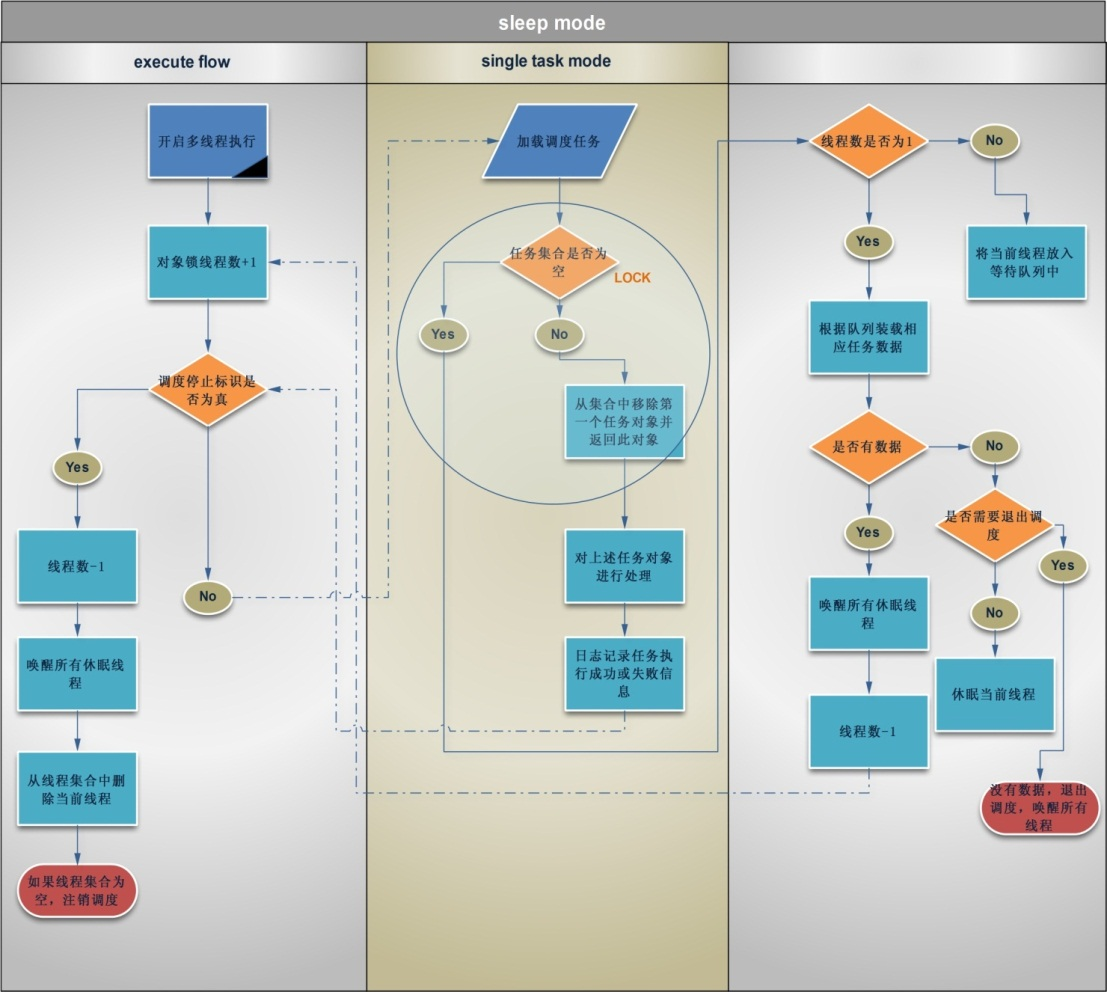 sleep mode
execute flow
开启多线程执行
对象锁线程数+1
调度停止标识是
否为真
Yes
No
线程数-1
唤醒所有休眠线
程
从线程集合中删
除当前线程
如果线程集合为
空，注销调度
single task mode
加载调度任务
任务集合是否为
空
LOCK
Yes
No
从集合中移除第
一个任务对象并
返回此对象
对上述任务对象
进行处理
日志记录任务执
行成功或失败信
息
线程数是否为1
No
Yes
将当前线程放入
等待队列中
根据队列装载相
应任务数据
是否有数据
No
Yes
是否需要退出调
度
Yes
No
唤醒所有休眠线
程
休眠当前线程
线程数-1
没有数据，退出
调度，唤醒所有
线程